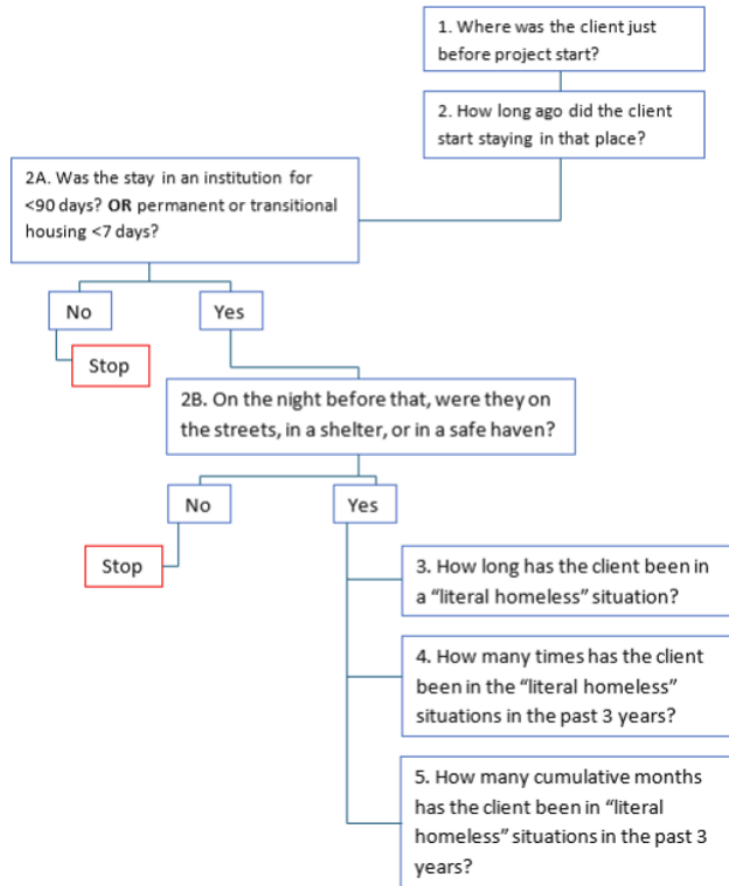 1. Where was the client just
before project start?
2. How long ago did the client
start staying in that place?
2A. Was the stay in an institution for
<90 days? OR permanent or transitional
housing <7 days?
No
Yes
Stop
2B. On the night before that, were they on
the streets, in a shelter, or in a safe haven?
No
Yes
Stop
3. How long has the client been in
a “literal homeless” situation?
4. How many times has the client
been in the “literal homeless”
situations in the past 3 years?
5. How many cumulative months
has the client been in “literal
homeless” situations in the past 3
years?